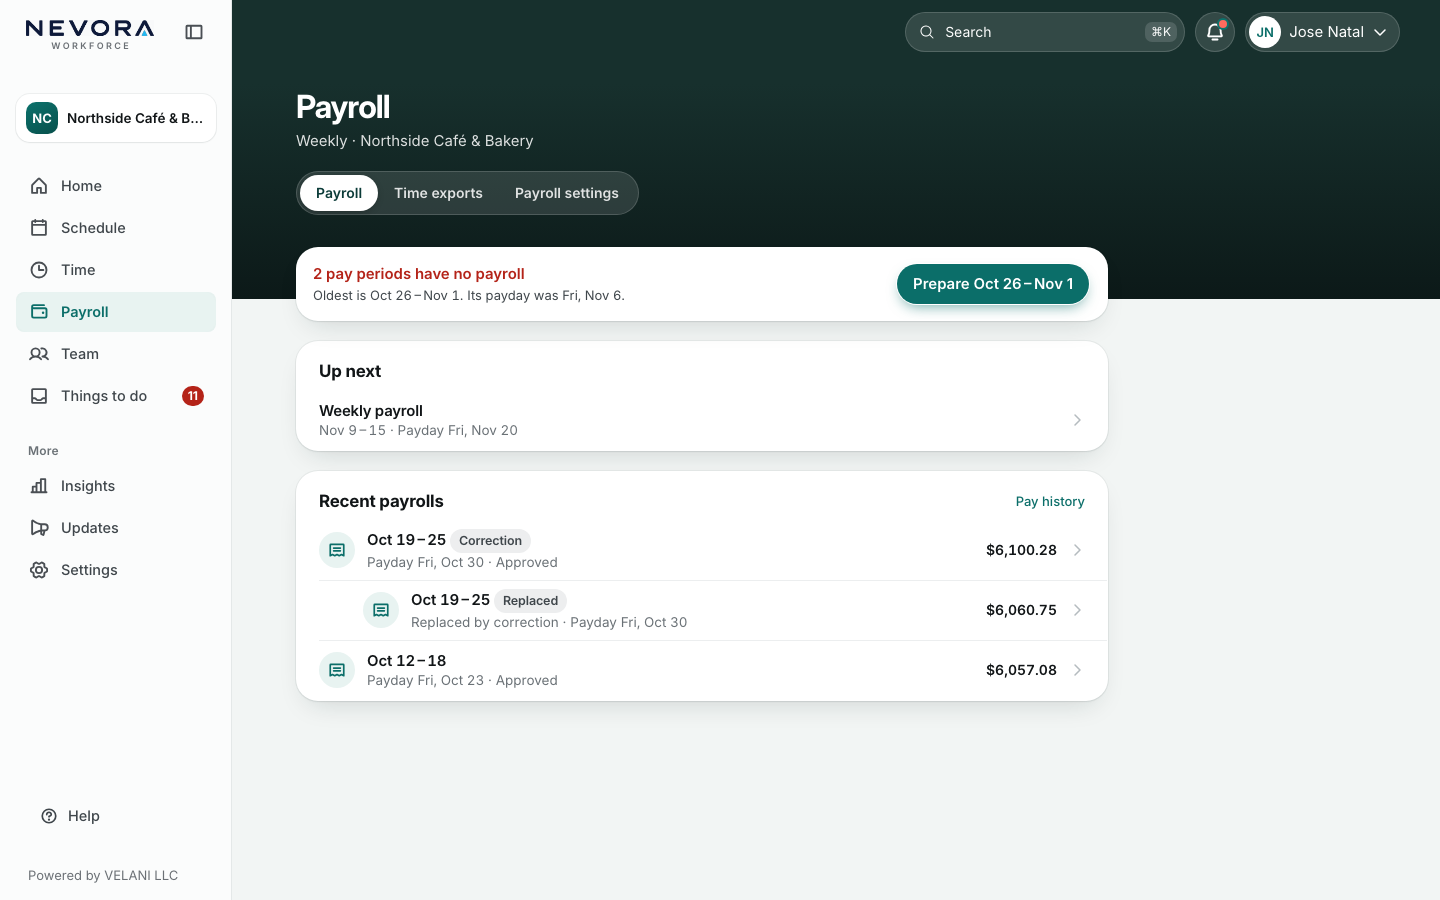 NEVORA
WORKFORCE
Search
⌘K
JN
Jose Natal
NC
Northside Café & B...
Home
Schedule
Time
Payroll
Team
Things to do
11
More
Insights
Updates
Settings
Help
Powered by VELANI LLC
Payroll
Weekly · Northside Café & Bakery
Payroll
Time exports
Payroll settings
2 pay periods have no payroll
Oldest is Oct 26 – Nov 1. Its payday was Fri, Nov 6.
Prepare Oct 26 – Nov 1
Up next
Weekly payroll
Nov 9 – 15 · Payday Fri, Nov 20
Recent payrolls
Pay history
Oct 19 – 25 Correction
Payday Fri, Oct 30 · Approved
$6,100.28
Oct 19 – 25 Replaced
Replaced by correction · Payday Fri, Oct 30
$6,060.75
Oct 12 – 18
Payday Fri, Oct 23 · Approved
$6,057.08